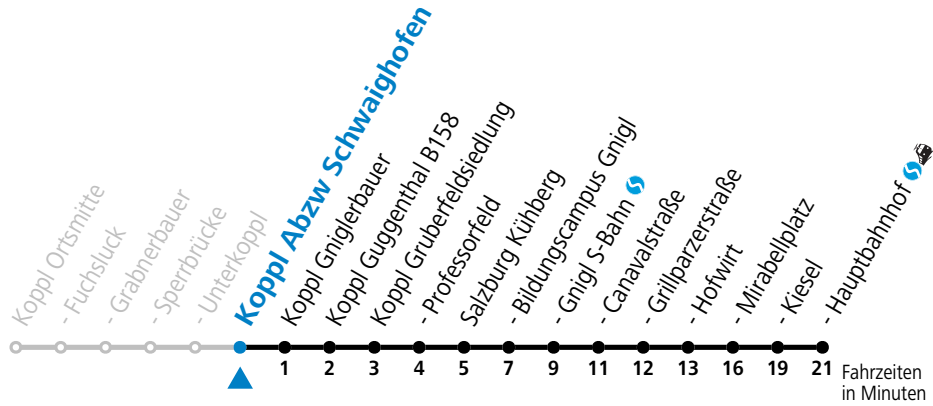 Koppl Ortsmitte
- Fuchsluck
- Grabnerbauer
- Sperrbrücke
- Unterkoppl
Koppl Abzw Schwaighofen
Koppl Gniglerbauer
Koppl Guggenthal B158
Koppl Gruberfeldsiedlung
- Professorfeld
Salzburg Kühberg
- Bildungscampus Gnigl
- Gnigl S-Bahn
- Canavalstraße
- Grillparzerstraße
- Hofwirt
- Mirabellplatz
- Kiesel
- Hauptbahnhof
1 2 3 4 5 7 9 11 12 13 16 19 21
Fahrzeiten
in Minuten